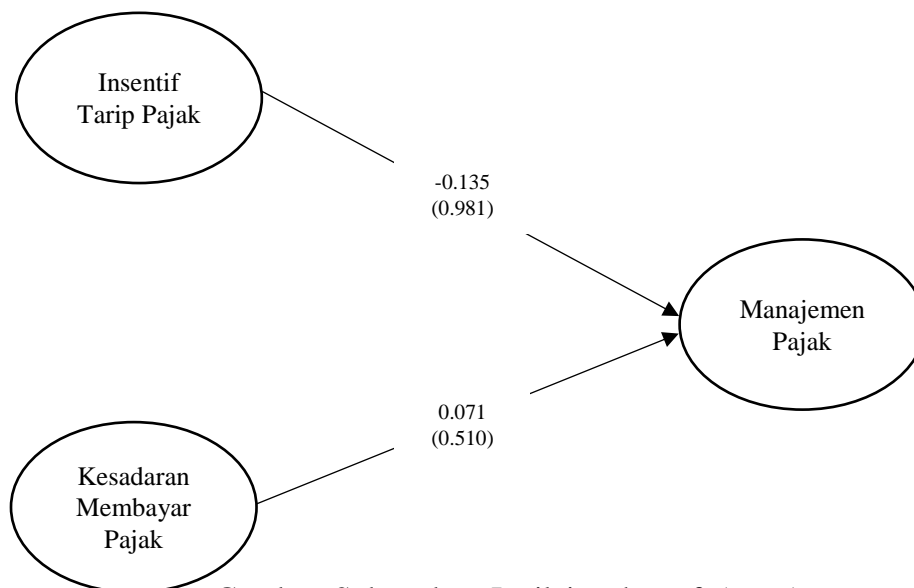 Insentif
Tarip Pajak
-0.135
(0.981)
Manajemen
Pajak
0.071
(0.510)
Kesadaran
Membayar
Pajak